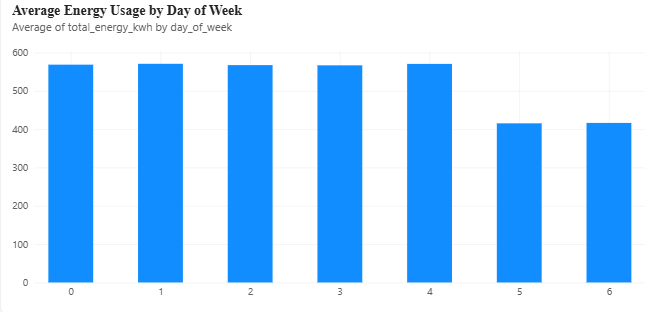 Average Energy Usage by Day of Week
Average of total_energy_kwh by day_of_week
600
500
400
300
200
100
0
0 1 2 3 4 5 6